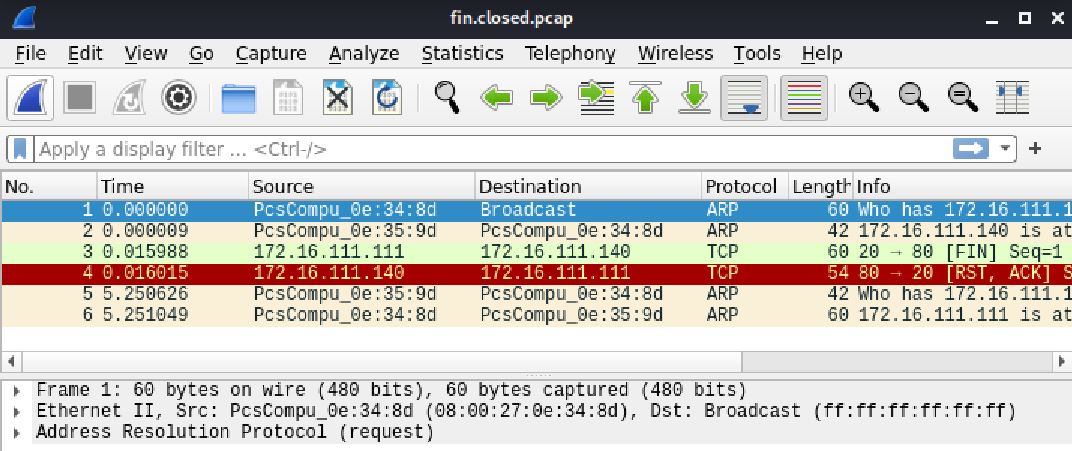 fin.closed.pcap
File Edit View Go Capture Analyze Statistics Telephony Wireless Tools Help
Apply a display filter ... <Ctrl-/>
No. Time Source Destination Protocol Length Info
1 0.000000 PcsCompu_0e:34:8d Broadcast ARP 60 Who has 172.16.111.1
2 0.000009 PcsCompu_0e:35:9d PcsCompu_0e:34:8d ARP 42 172.16.111.140 is at
3 0.015988 172.16.111.111 172.16.111.140 TCP 60 20 → 80 [FIN] Seq=1
4 0.016015 172.16.111.140 172.16.111.111 TCP 54 80 → 20 [RST, ACK] S
5 5.250626 PcsCompu_0e:35:9d PcsCompu_0e:34:8d ARP 42 Who has 172.16.111.1
6 5.251049 PcsCompu_0e:34:8d PcsCompu_0e:35:9d ARP 60 172.16.111.111 is at
Frame 1: 60 bytes on wire (480 bits), 60 bytes captured (480 bits)
Ethernet II, Src: PcsCompu_0e:34:8d (08:00:27:0e:34:8d), Dst: Broadcast (ff:ff:ff:ff:ff:ff)
Address Resolution Protocol (request)